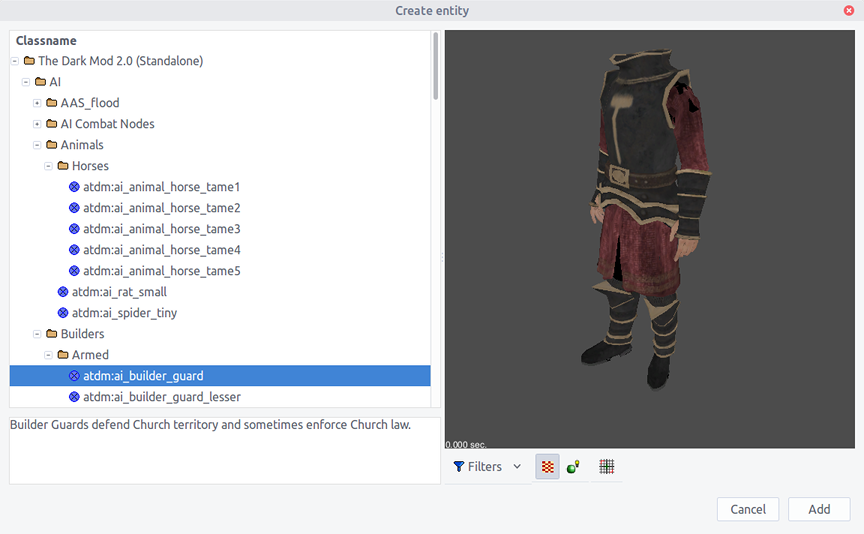 Create entity
Classname
The Dark Mod 2.0 (Standalone)
AI
AAS_flood
AI Combat Nodes
Animals
Horses
atdm:ai_animal_horse_tame1
atdm:ai_animal_horse_tame2
atdm:ai_animal_horse_tame3
atdm:ai_animal_horse_tame4
atdm:ai_animal_horse_tame5
atdm:ai_rat_small
atdm:ai_spider_tiny
Builders
Armed
atdm:ai_builder_guard
atdm:ai_builder_guard_lesser
Builder Guards defend Church territory and sometimes enforce Church law.
0.000 sec.
Filters
Cancel
Add